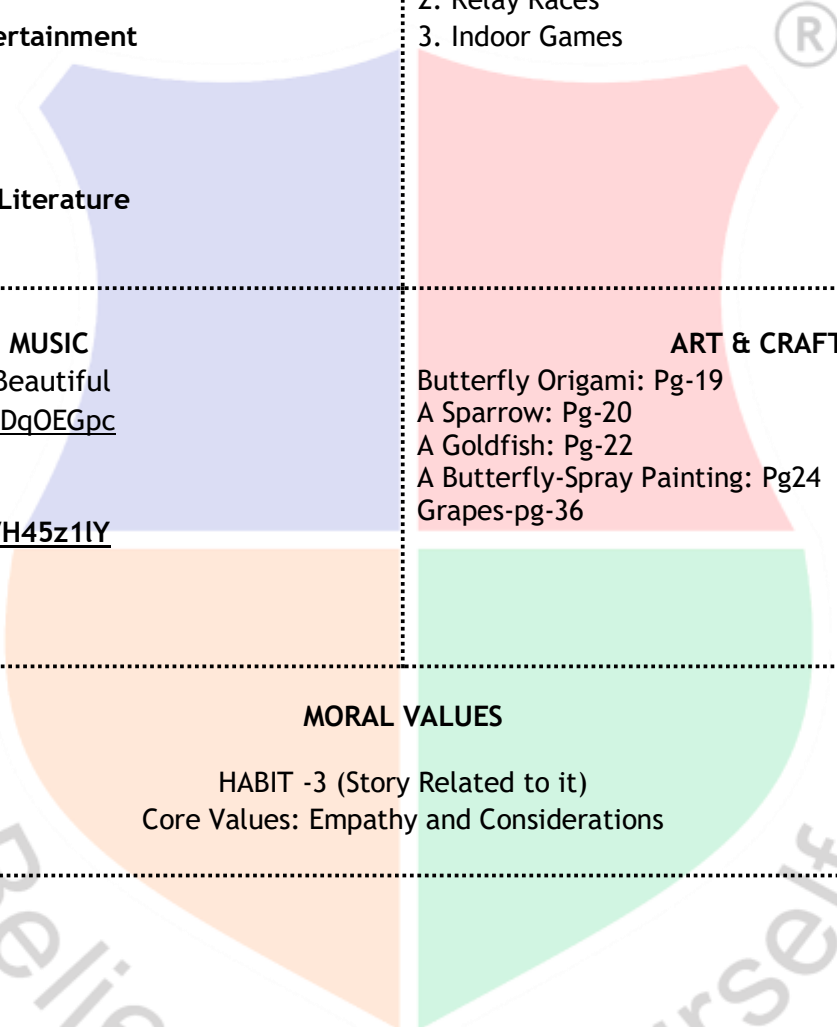 2. Relay Races
ertainment
3. Indoor Games
®
Literature
MUSIC
Beautiful
DqOEGpc
H45z1lY
ART & CRAFT
Butterfly Origami: Pg-19
A Sparrow: Pg-20
A Goldfish: Pg-22
A Butterfly-Spray Painting: Pg24
Grapes-pg-36
MORAL VALUES
HABIT -3 (Story Related to it)
Core Values: Empathy and Considerations
Belie
urself